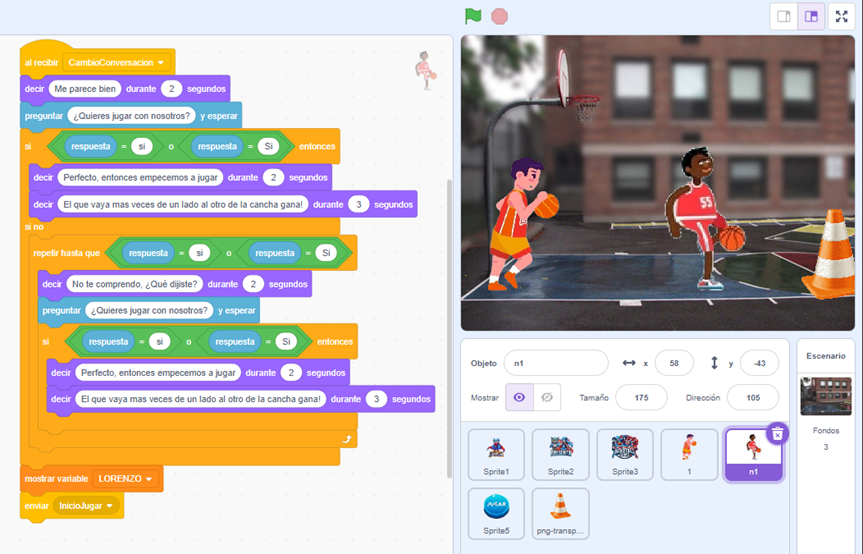 al recibir CambioConversacion
decir Me parece bien durante 2 segundos
preguntar ¿Quieres jugar con nosotros? y esperar
si respuesta = si o respuesta = Si entonces
decir Perfecto, entonces empecemos a jugar durante 2 segundos
decir El que vaya mas veces de un lado al otro de la cancha gana! durante 3 segundos
si no
repetir hasta que respuesta = si o respuesta = Si
decir No te comprendo, ¿Qué dijiste? durante 2 segundos
preguntar ¿Quieres jugar con nosotros? y esperar
si respuesta = si o respuesta = Si entonces
decir Perfecto, entonces empecemos a jugar durante 2 segundos
decir El que vaya mas veces de un lado al otro de la cancha gana! durante 3 segundos
mostrar variable LORENZO
enviar InicioJugar
55
Objeto n1 x 58 y -43
Mostrar Tamaño 175 Dirección 105
Sprite1 Sprite2 Sprite3 1 n1
JUGAR
Sprite5 png-transp...
Escenario
Fondos
3